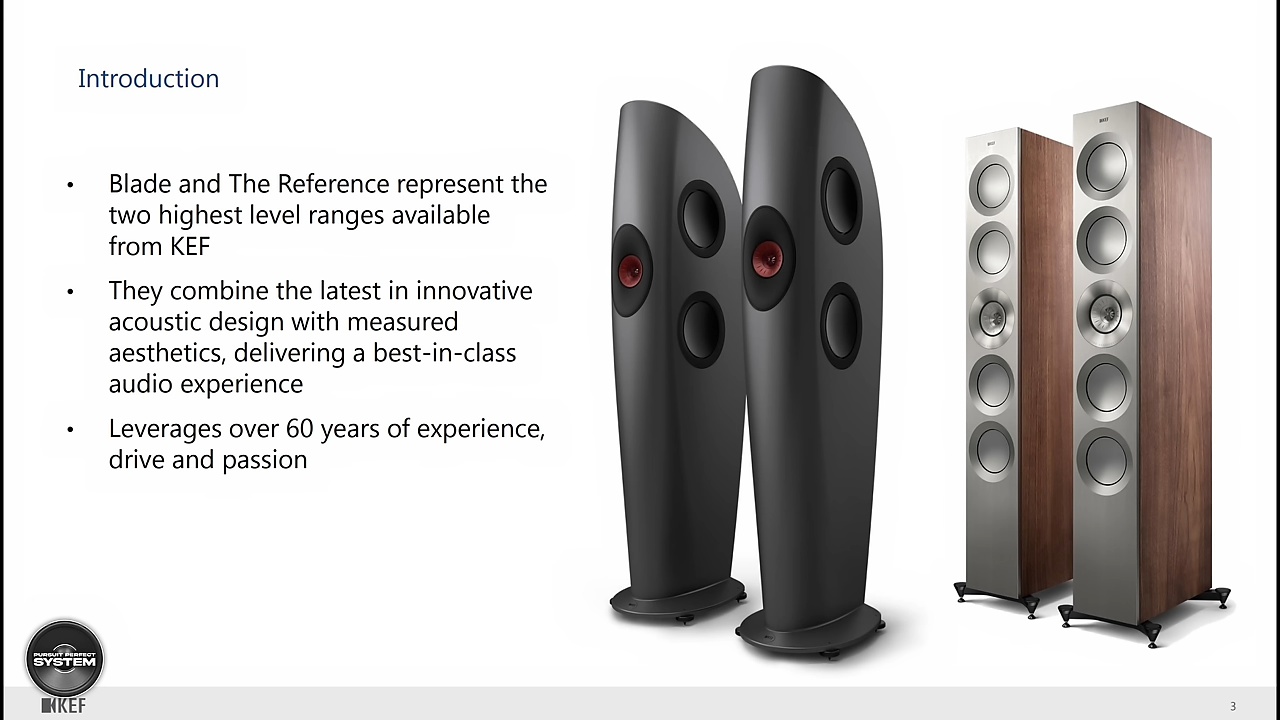 Introduction
• Blade and The Reference represent the
two highest level ranges available
from KEF
• They combine the latest in innovative
acoustic design with measured
aesthetics, delivering a best-in-class
audio experience
• Leverages over 60 years of experience,
drive and passion
KEF
KEF
PURSUIT PERFECT
SYSTEM
KEF
3